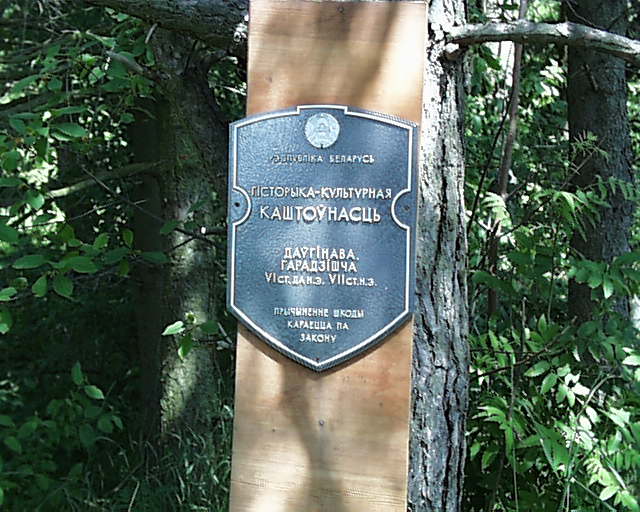 РЭСПУБЛІКА БЕЛАРУСЬ
ГІСТОРЫКА-КУЛЬТУРНАЯ
КАШТОЎНАСЦЬ
ДАЎГІНАВА.
ГАРАДЗІШЧА
VI СТ. ДА Н.Э. VII СТ. Н.Э.
ПРЫЧЫНЕННЕ ШКОДЫ
КАРАЕЦЦА ПА
ЗАКОНУ